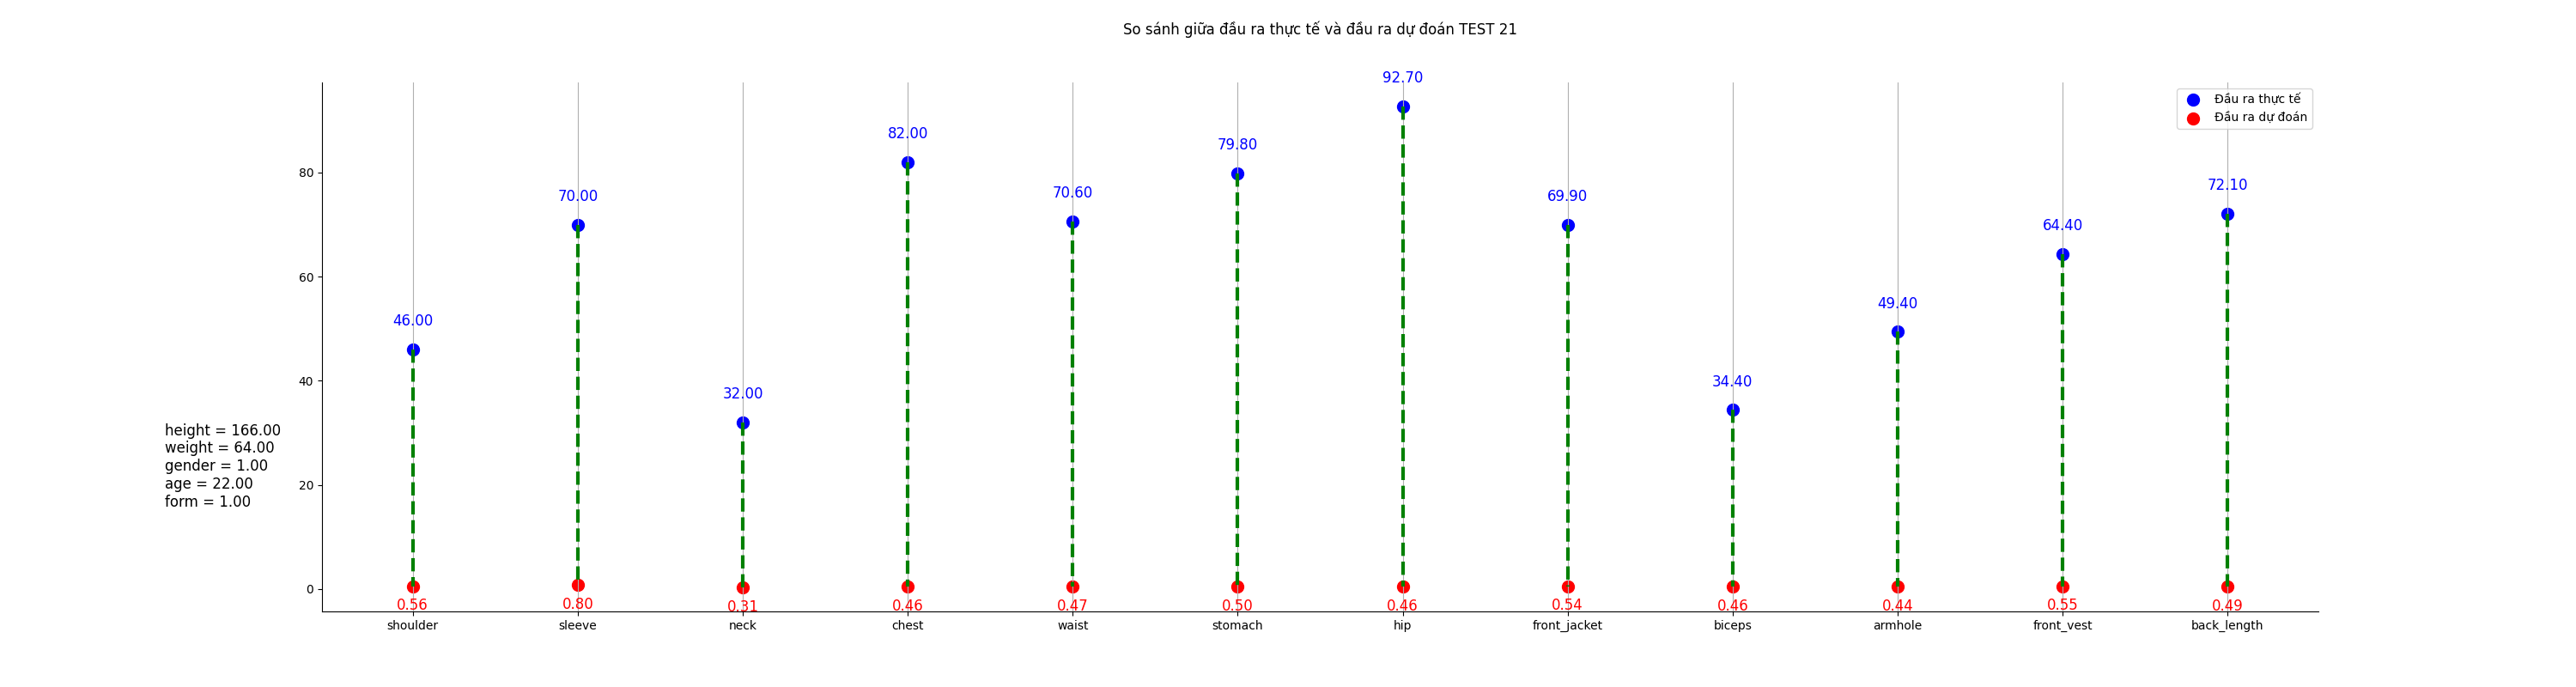 So sánh giữa đầu ra thực tế và đầu ra dự đoán TEST 21
92.70
Đầu ra thực tế
Đầu ra dự đoán
82.00
79.80
80
72.10
70.00
70.60
69.90
64.40
60
49.40
46.00
40
34.40
32.00
height = 166.00
weight = 64.00
gender = 1.00
age = 22.00
form = 1.00
20
0
0.56 0.80 0.31 0.46 0.47 0.50 0.46 0.54 0.46 0.44 0.55 0.49
shoulder sleeve neck chest waist stomach hip front_jacket biceps armhole front_vest back_length